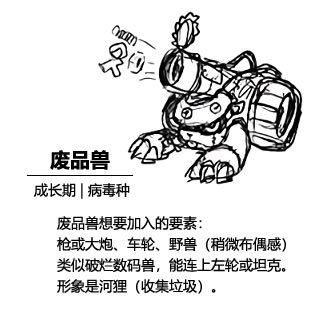 废品兽
成长期 | 病毒种
废品兽想要加入的要素：
枪或大炮、车轮、野兽（稍微布偶感）
类似破烂数码兽，能连上左轮或坦克。
形象是河狸（收集垃圾）。